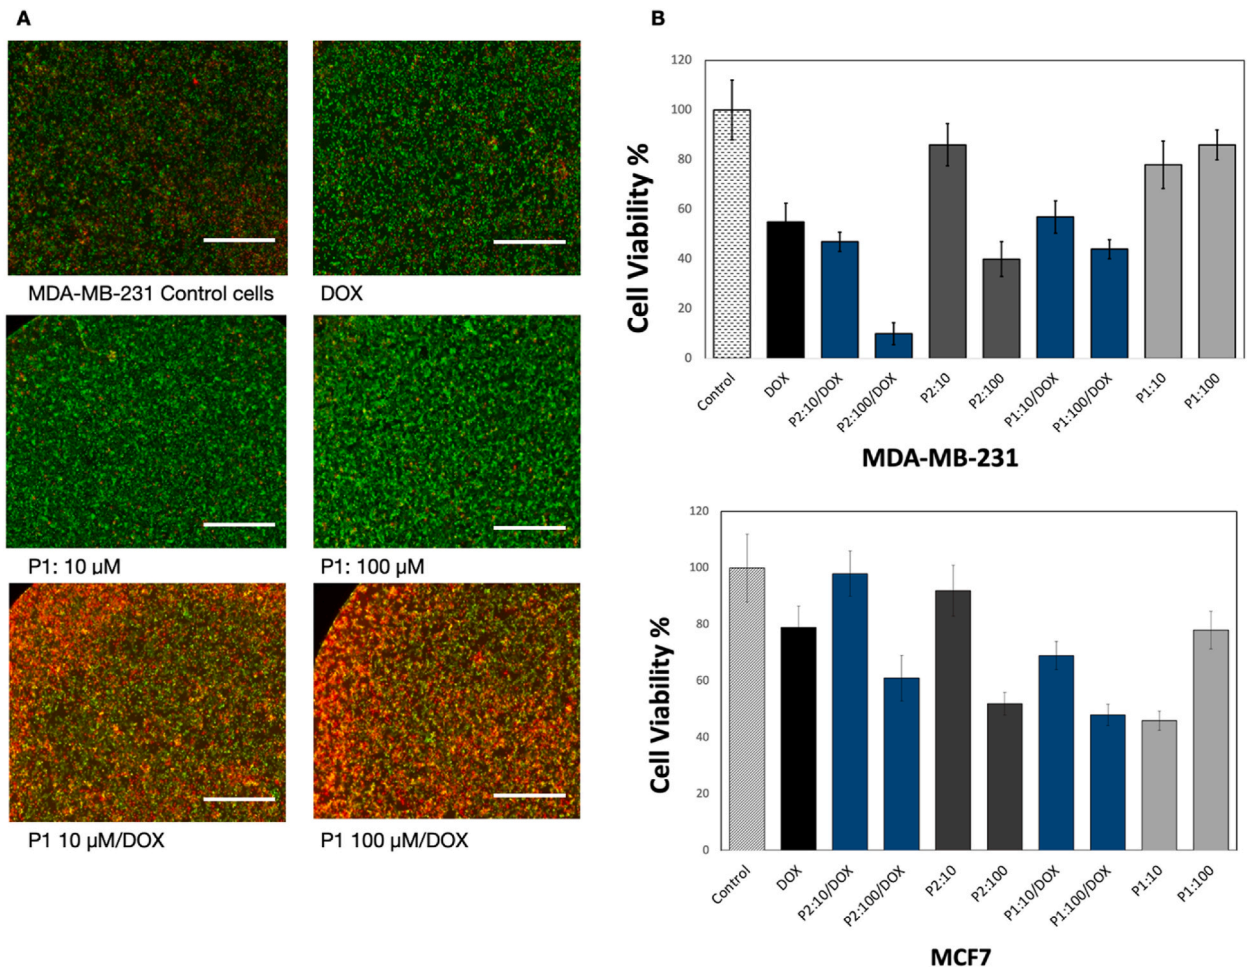 A
MDA-MB-231 Control cells
DOX
P1: 10 µM
P1: 100 µM
P1 10 µM/DOX
P1 100 µM/DOX
B
Cell Viability %
120
100
80
60
40
20
0
Control
DOX
P2:10/DOX
P2:100/DOX
P2:10
P2:100
P1:10/DOX
P1:100/DOX
P1:10
P1:100
MDA-MB-231
Cell Viability %
120
100
80
60
40
20
0
Control
DOX
P2:10/DOX
P2:100/DOX
P2:10
P2:100
P1:10/DOX
P1:100/DOX
P1:10
P1:100
MCF7